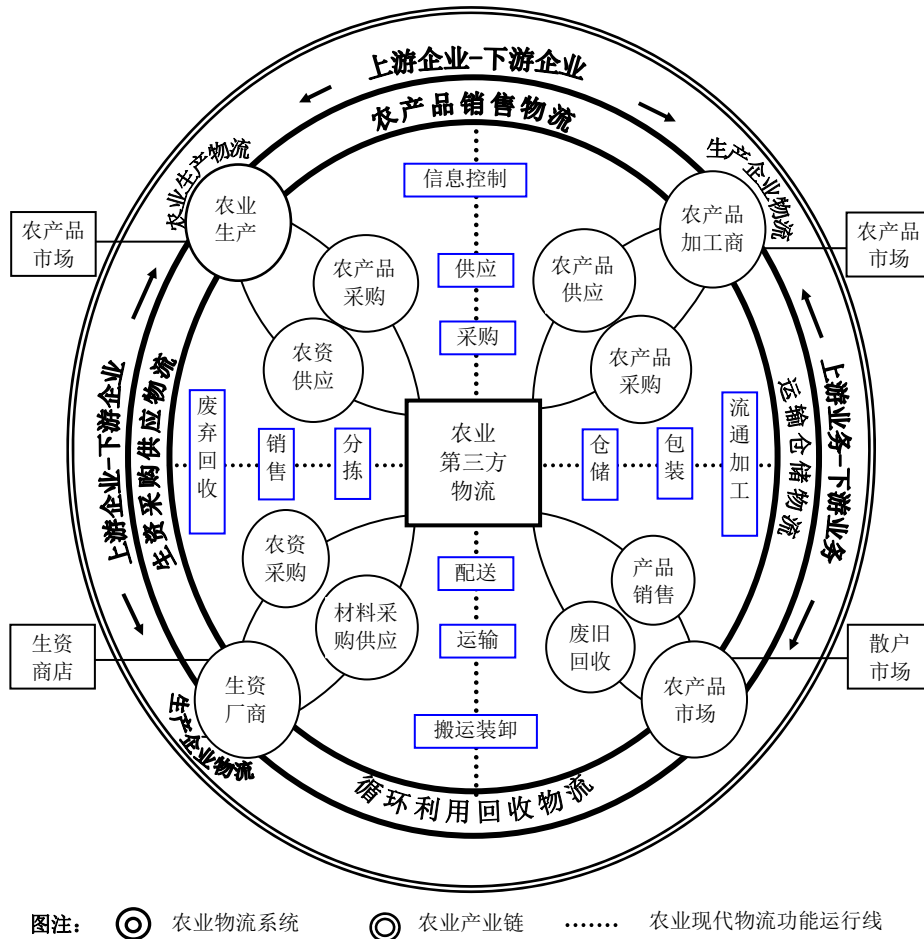 上游企业-下游企业
农产品销售物流
农业生产物流
生产企业物流
信息控制
农业
生产
农产品
加工商
农产品
市场
农产品
市场
农产品
采购
供应
农产品
供应
采购
农资
供应
农产品
采购
上游企业-下游企业
生资采购供应物流
废弃回收
销售
分拣
农业
第三方
物流
仓储
包装
流通加工
运输仓储物流
上游业务-下游业务
农资
采购
配送
产品
销售
材料采
购供应
运输
废旧
回收
生资
商店
散户
市场
生资
厂商
农产品
市场
生产企业物流
搬运装卸
循环利用回收物流
图注： 农业物流系统 农业产业链 农业现代物流功能运行线